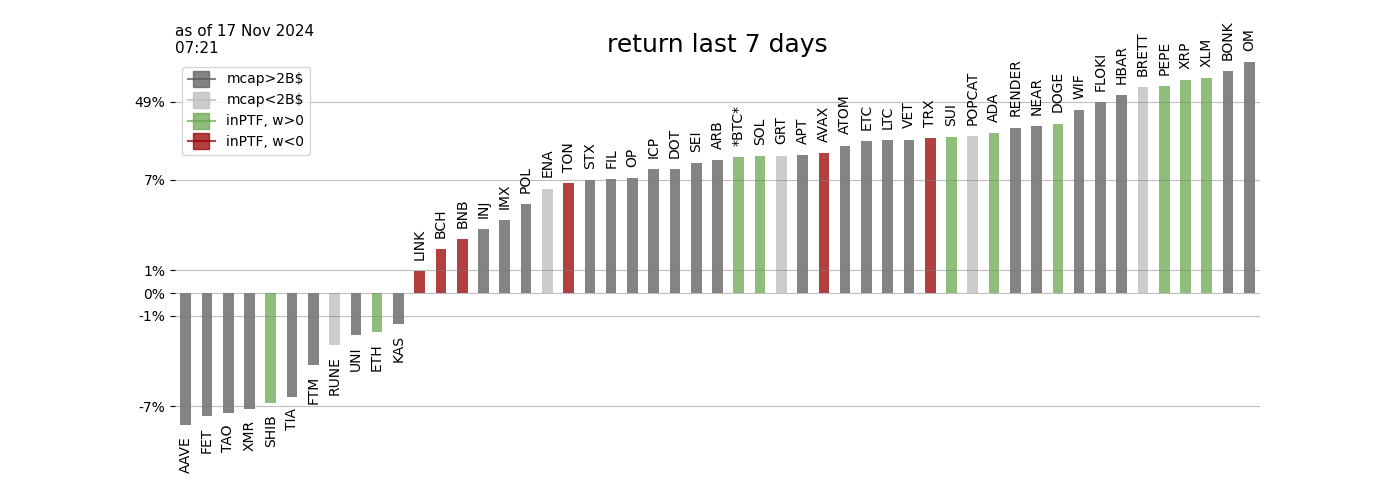 as of 17 Nov 2024
07:21
return last 7 days
mcap>2B$
mcap<2B$
inPTF, w>0
inPTF, w<0
49%
7%
1%
0%
-1%
-7%
AAVE
FET
TAO
XMR
SHIB
TIA
FTM
RUNE
UNI
ETH
KAS
LINK
BCH
BNB
INJ
IMX
POL
ENA
TON
STX
FIL
OP
ICP
DOT
SEI
ARB
*BTC*
SOL
GRT
APT
AVAX
ATOM
ETC
LTC
VET
TRX
SUI
POPCAT
ADA
RENDER
NEAR
DOGE
WIF
FLOKI
HBAR
BRETT
PEPE
XRP
XLM
BONK
OM